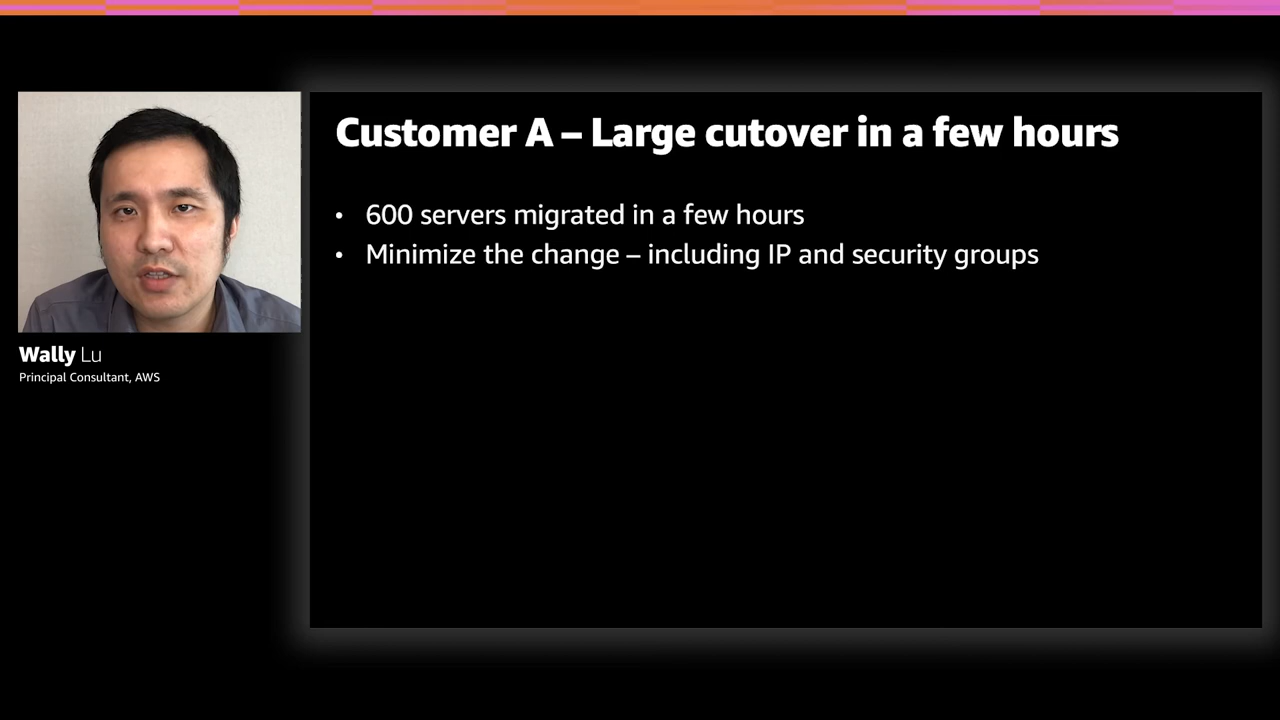 Customer A – Large cutover in a few hours
• 600 servers migrated in a few hours
• Minimize the change – including IP and security groups
Wally Lu
Principal Consultant, AWS